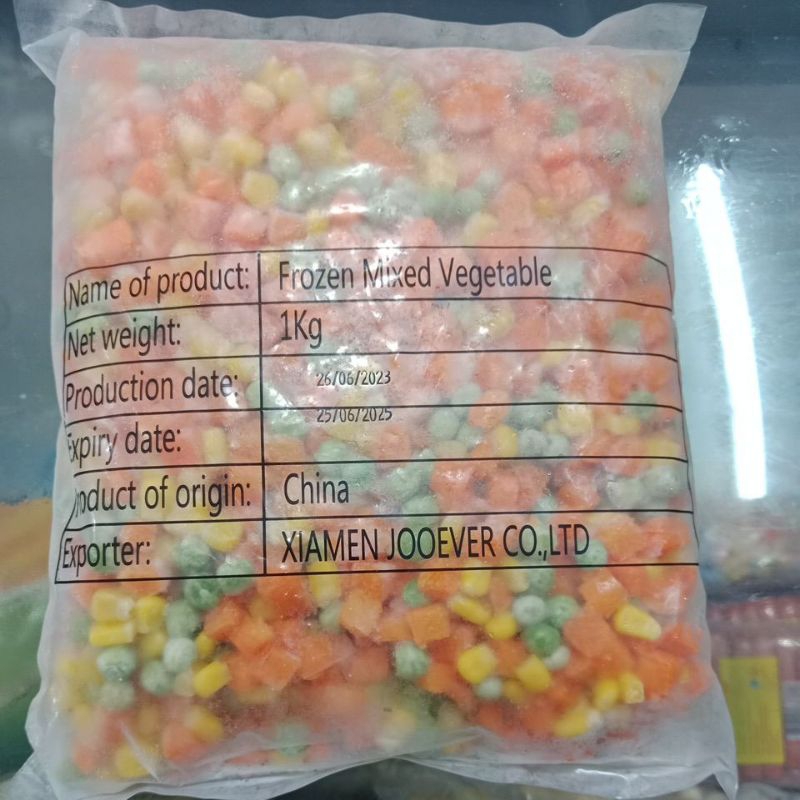 Name of product: Frozen Mixed Vegetable
Net weight: 1Kg
Production date: 26/06/2023
Expiry date: 25/06/2025
Product of origin: China
Exporter: XIAMEN JOOEVER CO.,LTD